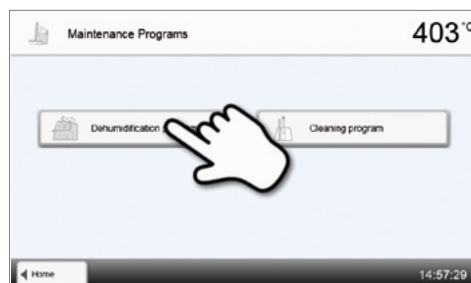 Maintenance Programs
403°C
Dehumidification
Cleaning program
Home
14:57:29